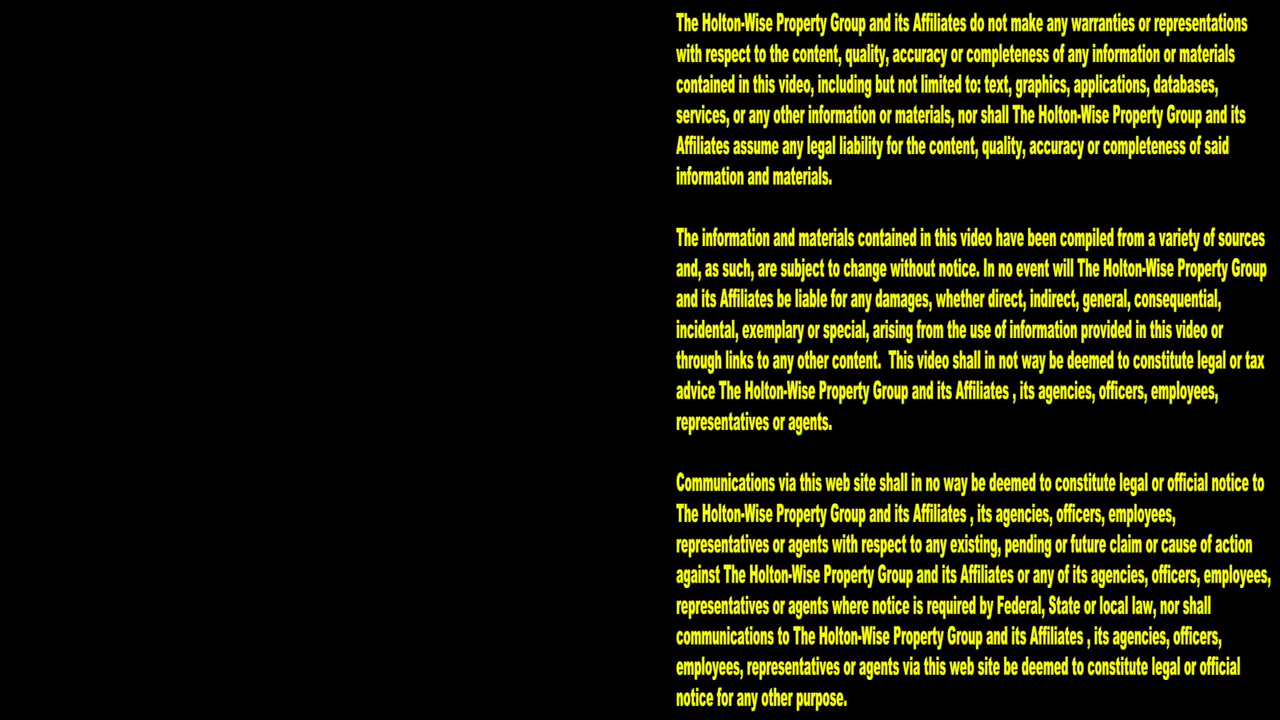 The Holton-Wise Property Group and its Affiliates do not make any warranties or representations
with respect to the content, quality, accuracy or completeness of any information or materials
contained in this video, including but not limited to: text, graphics, applications, databases,
services, or any other information or materials, nor shall The Holton-Wise Property Group and its
Affiliates assume any legal liability for the content, quality, accuracy or completeness of said
information and materials.
The information and materials contained in this video have been compiled from a variety of sources
and, as such, are subject to change without notice. In no event will The Holton-Wise Property Group
and its Affiliates be liable for any damages, whether direct, indirect, general, consequential,
incidental, exemplary or special, arising from the use of information provided in this video or
through links to any other content.  This video shall in not way be deemed to constitute legal or tax
advice The Holton-Wise Property Group and its Affiliates , its agencies, officers, employees,
representatives or agents.
Communications via this web site shall in no way be deemed to constitute legal or official notice to
The Holton-Wise Property Group and its Affiliates , its agencies, officers, employees,
representatives or agents with respect to any existing, pending or future claim or cause of action
against The Holton-Wise Property Group and its Affiliates or any of its agencies, officers, employees,
representatives or agents where notice is required by Federal, State or local law, nor shall
communications to The Holton-Wise Property Group and its Affiliates , its agencies, officers,
employees, representatives or agents via this web site be deemed to constitute legal or official
notice for any other purpose.